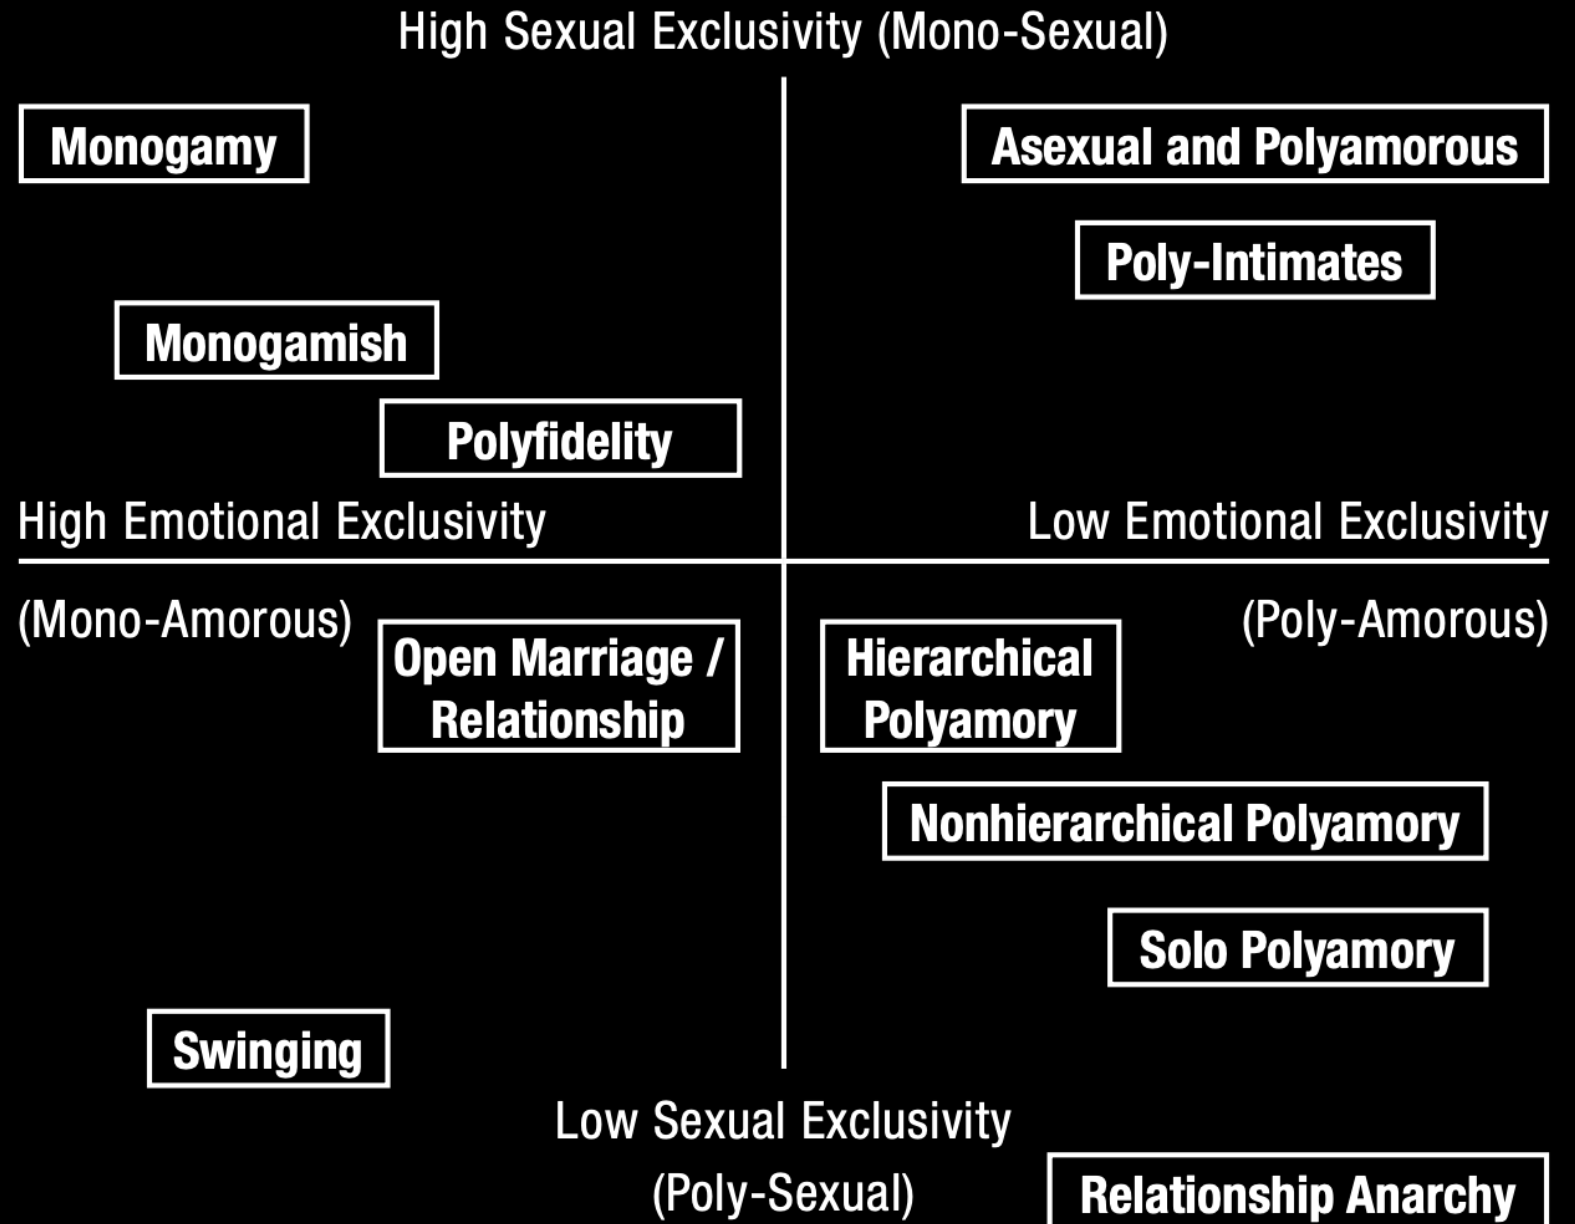 High Sexual Exclusivity (Mono-Sexual)
Monogamy
Asexual and Polyamorous
Poly-Intimates
Monogamish
Polyfidelity
High Emotional Exclusivity
Low Emotional Exclusivity
(Mono-Amorous)
(Poly-Amorous)
Open Marriage /
Relationship
Hierarchical
Polyamory
Nonhierarchical Polyamory
Solo Polyamory
Swinging
Low Sexual Exclusivity
(Poly-Sexual)
Relationship Anarchy